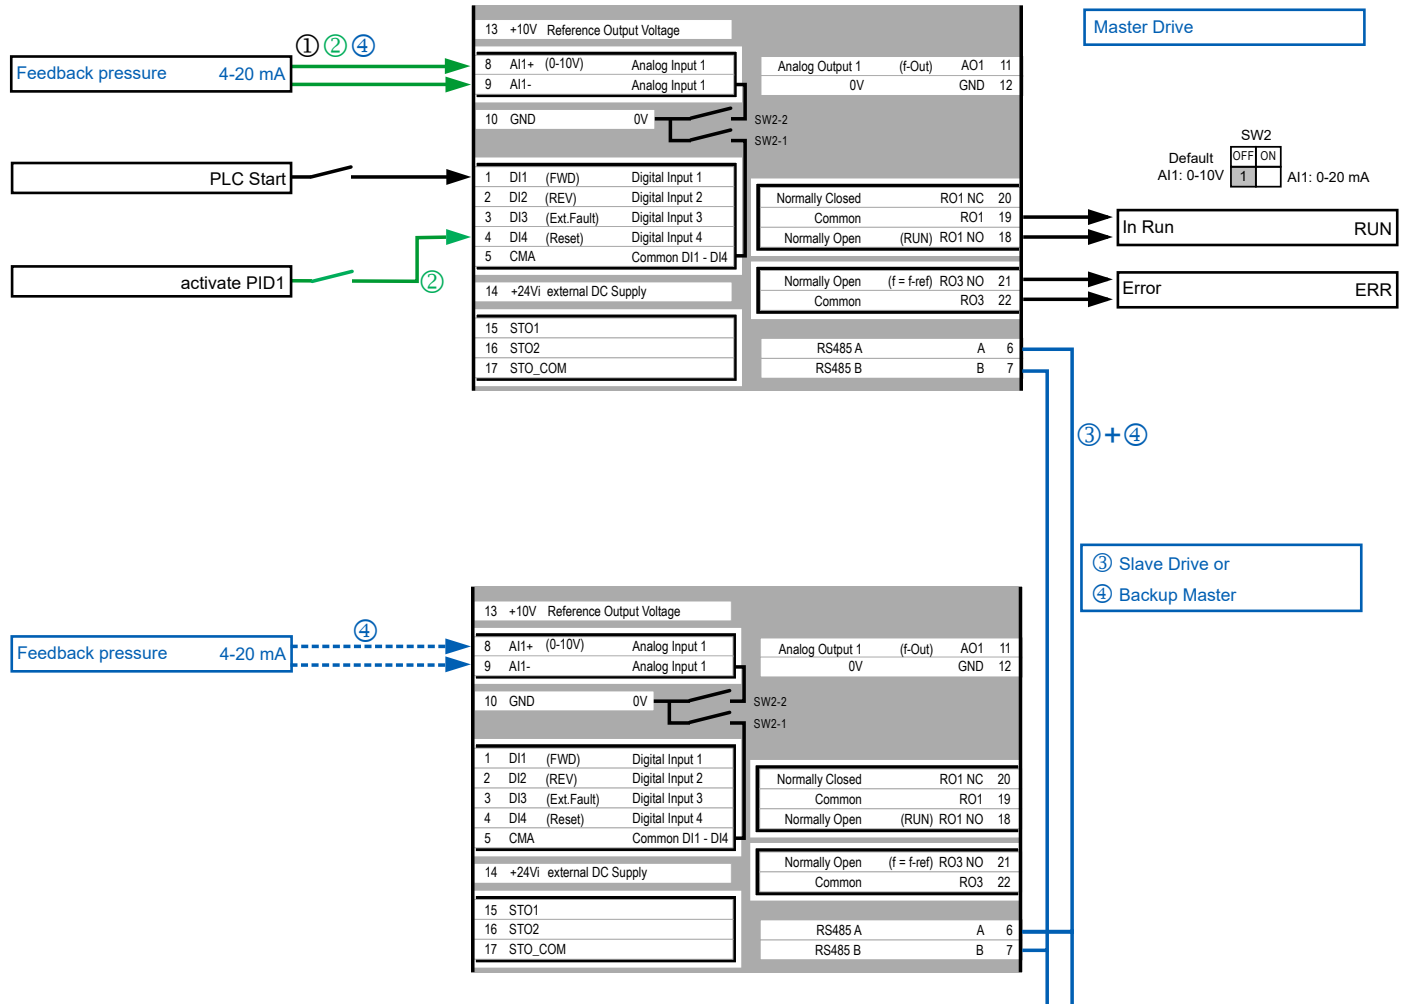 13 +10V Reference Output Voltage
Master Drive
① ② ④
Feedback pressure 4-20 mA
8 AI1+ (0-10V) Analog Input 1
9 AI1- Analog Input 1
Analog Output 1 (f-Out) AO1 11
0V GND 12
10 GND 0V
SW2-2
SW2-1
SW2
Default OFF ON
AI1: 0-10V 1 AI1: 0-20 mA
PLC Start
1 DI1 (FWD) Digital Input 1
2 DI2 (REV) Digital Input 2
3 DI3 (Ext.Fault) Digital Input 3
4 DI4 (Reset) Digital Input 4
5 CMA Common DI1 - DI4
Normally Closed RO1 NC 20
Common RO1 19
Normally Open (RUN) RO1 NO 18
In Run RUN
activate PID1
②
14 +24Vi external DC Supply
Normally Open (f = f-ref) RO3 NO 21
Common RO3 22
Error ERR
15 STO1
16 STO2
17 STO_COM
RS485 A A 6
RS485 B B 7
③+④
③ Slave Drive or
④ Backup Master
13 +10V Reference Output Voltage
④
Feedback pressure 4-20 mA
8 AI1+ (0-10V) Analog Input 1
9 AI1- Analog Input 1
Analog Output 1 (f-Out) AO1 11
0V GND 12
10 GND 0V
SW2-2
SW2-1
1 DI1 (FWD) Digital Input 1
2 DI2 (REV) Digital Input 2
3 DI3 (Ext.Fault) Digital Input 3
4 DI4 (Reset) Digital Input 4
5 CMA Common DI1 - DI4
Normally Closed RO1 NC 20
Common RO1 19
Normally Open (RUN) RO1 NO 18
14 +24Vi external DC Supply
Normally Open (f = f-ref) RO3 NO 21
Common RO3 22
15 STO1
16 STO2
17 STO_COM
RS485 A A 6
RS485 B B 7